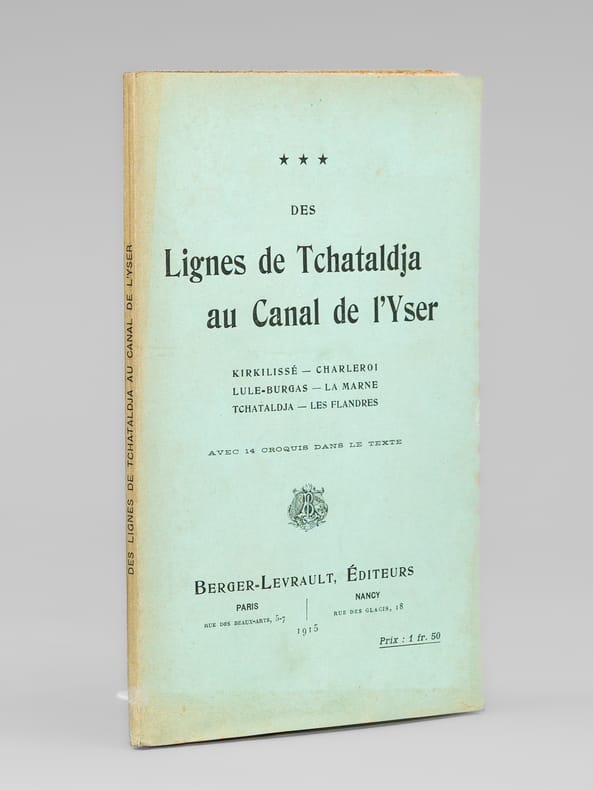 ★ ★ ★
DES
Lignes de Tchataldja
au Canal de l'Yser
KIRKILISSÉ — CHARLEROI
LULE-BURGAS — LA MARNE
TCHATALDJA — LES FLANDRES
AVEC 14 CROQUIS DANS LE TEXTE
BERGER-LEVRAULT, ÉDITEURS
PARIS
RUE DES BEAUX-ARTS, 5-7
NANCY
RUE DES GLACIS, 18
1915
Prix : 1 fr. 50
DES LIGNES DE TCHATALDJA AU CANAL DE L'YSER